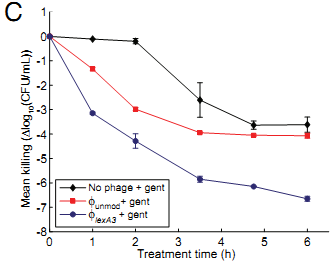 C
Mean killing (Δlog₁₀(CFU/mL))
1
0
-1
-2
-3
-4
-5
-6
-7
-8
No phage + gent
ϕunmod + gent
ϕlexA3 + gent
0 1 2 3 4 5 6
Treatment time (h)